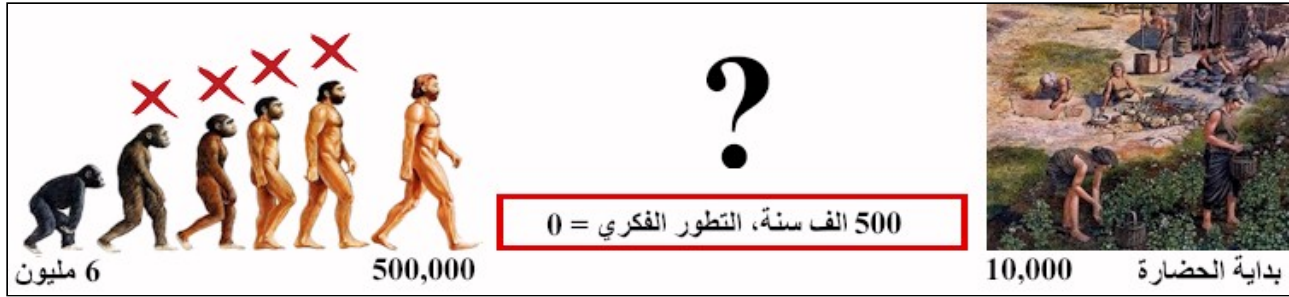 ?
500 الف سنة، التطور الفكري = 0
6 مليون
500,000
10,000
بداية الحضارة